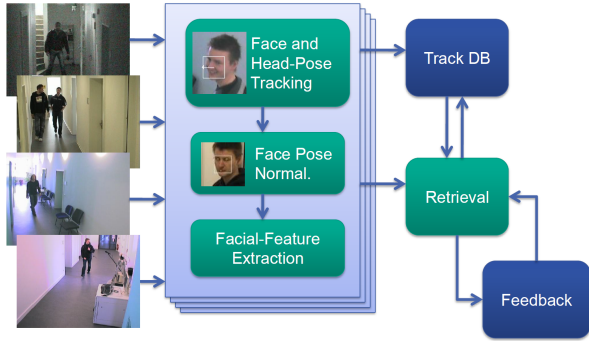 Face and
Head-Pose
Tracking
Face Pose
Normal.
Facial-Feature
Extraction
Track DB
Retrieval
Feedback